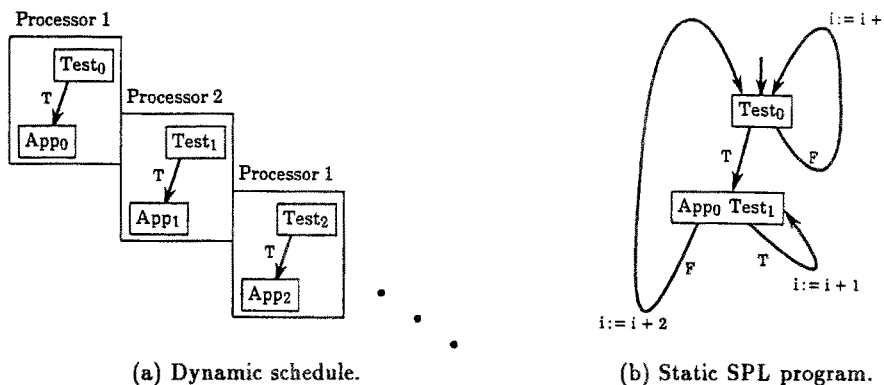 Processor 1
Test0
T
App0
Processor 2
Test1
T
App1
Processor 1
Test2
T
App2
(a) Dynamic schedule.
i:= i +
Test0
T
F
App0 Test1
F
T
i:= i + 1
i:= i + 2
(b) Static SPL program.